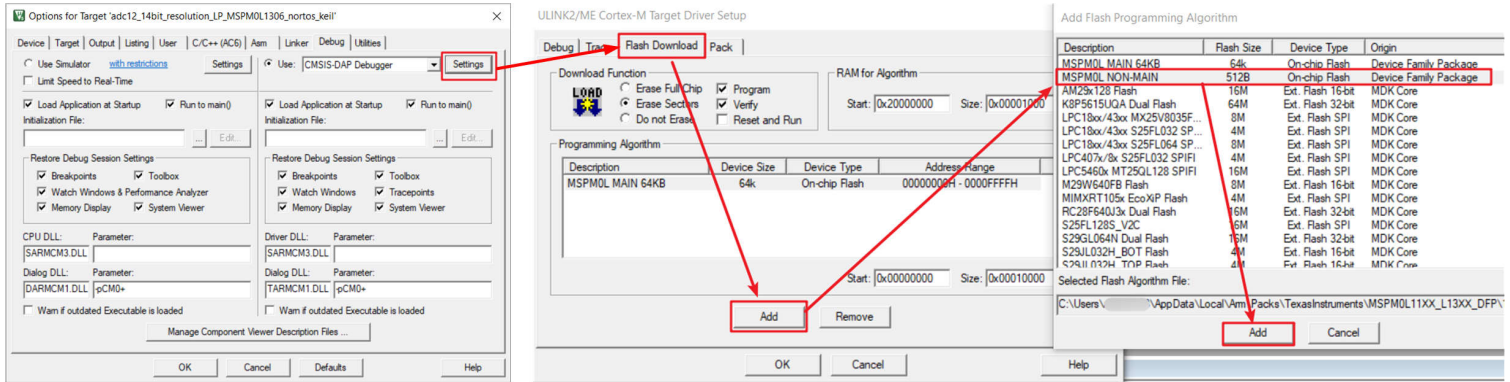 Options for Target 'adc12_14bit_resolution_LP_MSPM0L1306_nortos_keil'
Device | Target | Output | Listing | User | C/C++ (AC6) | Asm | Linker | Debug | Utilities
Use Simulator with restrictions Settings
Limit Speed to Real-Time
Use: CMSIS-DAP Debugger Settings
Load Application at Startup Run to main()
Initialization File:
... Edit...
Load Application at Startup Run to main()
Initialization File:
... Edit...
Restore Debug Session Settings
Breakpoints Toolbox
Watch Windows & Performance Analyzer
Memory Display System Viewer
Restore Debug Session Settings
Breakpoints Toolbox
Watch Windows Tracepoints
Memory Display System Viewer
CPU DLL: Parameter:
SARMCM3.DLL
Dialog DLL: Parameter:
DARMCM1.DLL -pCM0+
Warn if outdated Executable is loaded
Driver DLL: Parameter:
SARMCM3.DLL
Dialog DLL: Parameter:
TARMCM1.DLL -pCM0+
Warn if outdated Executable is loaded
Manage Component Viewer Description Files ...
OK Cancel Defaults Help
ULINK2/ME Cortex-M Target Driver Setup
Debug Flash Download Pack
Download Function
LOAD
Erase Full Chip
Erase Sectors
Do not Erase
Program
Verify
Reset and Run
RAM for Algorithm
Start: 0x20000000 Size: 0x00001000
Programming Algorithm
Description Device Size Device Type Address Range
MSPM0L MAIN 64KB 64k On-chip Flash 00000000H - 0000FFFFH
Start: 0x00000000 Size: 0x00010000
Add Remove
OK Cancel Help
Add Flash Programming Algorithm
Description Flash Size Device Type Origin
MSPM0L MAIN 64KB 64k On-chip Flash Device Family Package
MSPM0L NON-MAIN 512B On-chip Flash Device Family Package
AM29x128 Flash 16M Ext. Flash 16-bit MDK Core
K8P5615UQA Dual Flash 64M Ext. Flash 32-bit MDK Core
LPC18xx/43xx MX25V8035F... 8M Ext. Flash SPI MDK Core
LPC18xx/43xx S25FL032 SP... 4M Ext. Flash SPI MDK Core
LPC18xx/43xx S25FL064 SP... 8M Ext. Flash SPI MDK Core
LPC407x/8x S25FL032 SPIFI 4M Ext. Flash SPI MDK Core
LPC5460x MT25QL128 SPIFI 16M Ext. Flash SPI MDK Core
M29W640FB Flash 8M Ext. Flash 16-bit MDK Core
MIMXRT105x EcoXiP Flash 4M Ext. Flash SPI MDK Core
RC28F640J3x Dual Flash 16M Ext. Flash 32-bit MDK Core
S25FL128S_V2C 16M Ext. Flash SPI MDK Core
S29GL064N Dual Flash 16M Ext. Flash 32-bit MDK Core
S29JL032H_BOT Flash 4M Ext. Flash 16-bit MDK Core
S29JL032H_TOP Flash 4M Ext. Flash 16-bit MDK Core
Selected Flash Algorithm File:
C:\Users\ \AppData\Local\Arm\Packs\TexasInstruments\MSPM0L11XX_L13XX_DFP\
Add Cancel